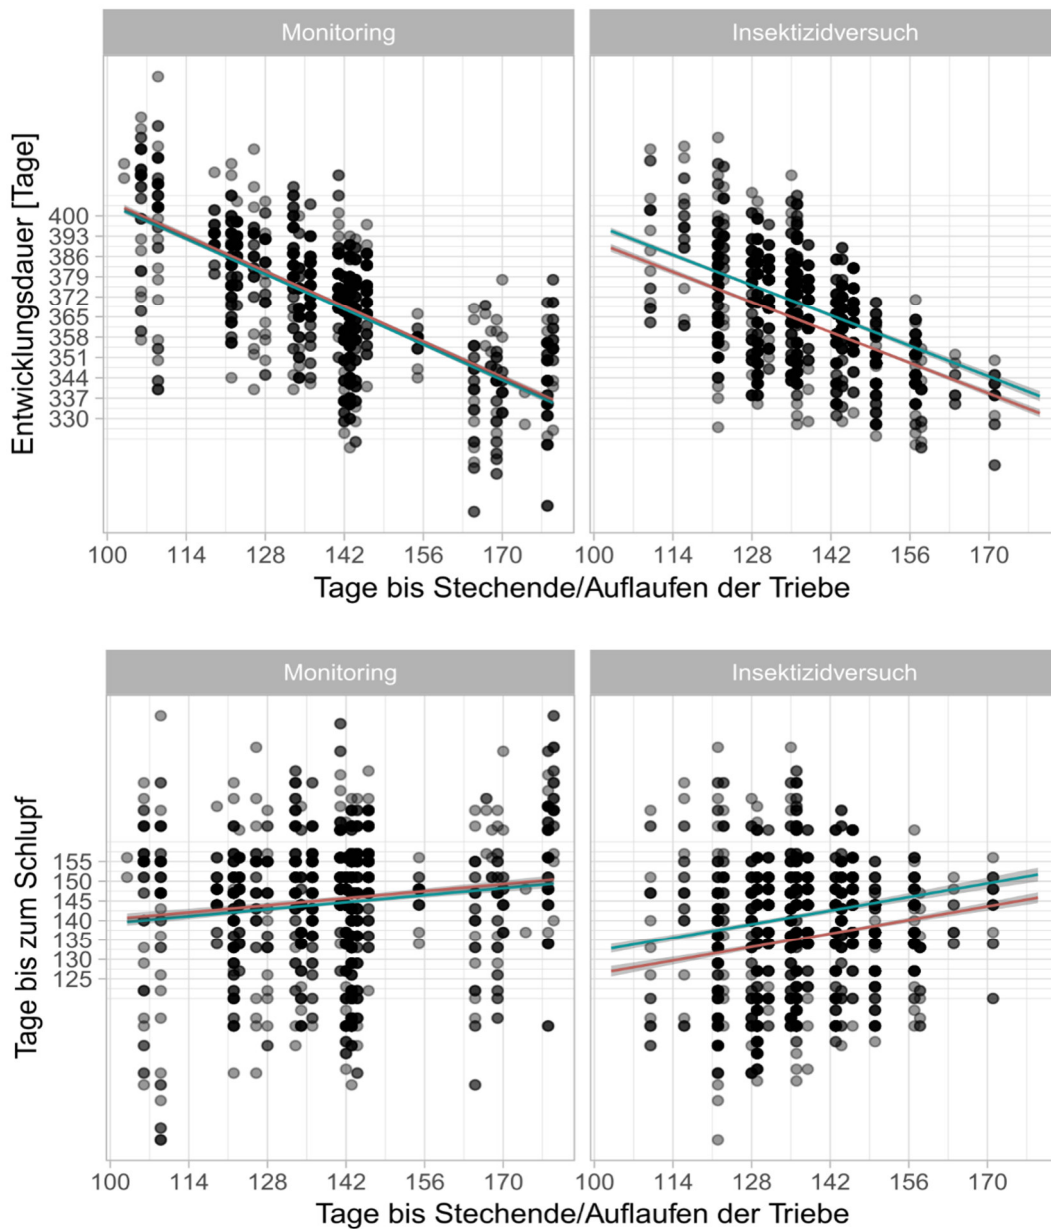 Monitoring Insektizidversuch
Entwicklungsdauer [Tage]
400
393
386
379
372
365
358
351
344
337
330
100 114 128 142 156 170 100 114 128 142 156 170
Tage bis Stechende/Auflaufen der Triebe
Monitoring Insektizidversuch
Tage bis zum Schlupf
155
150
145
140
135
130
125
100 114 128 142 156 170 100 114 128 142 156 170
Tage bis Stechende/Auflaufen der Triebe